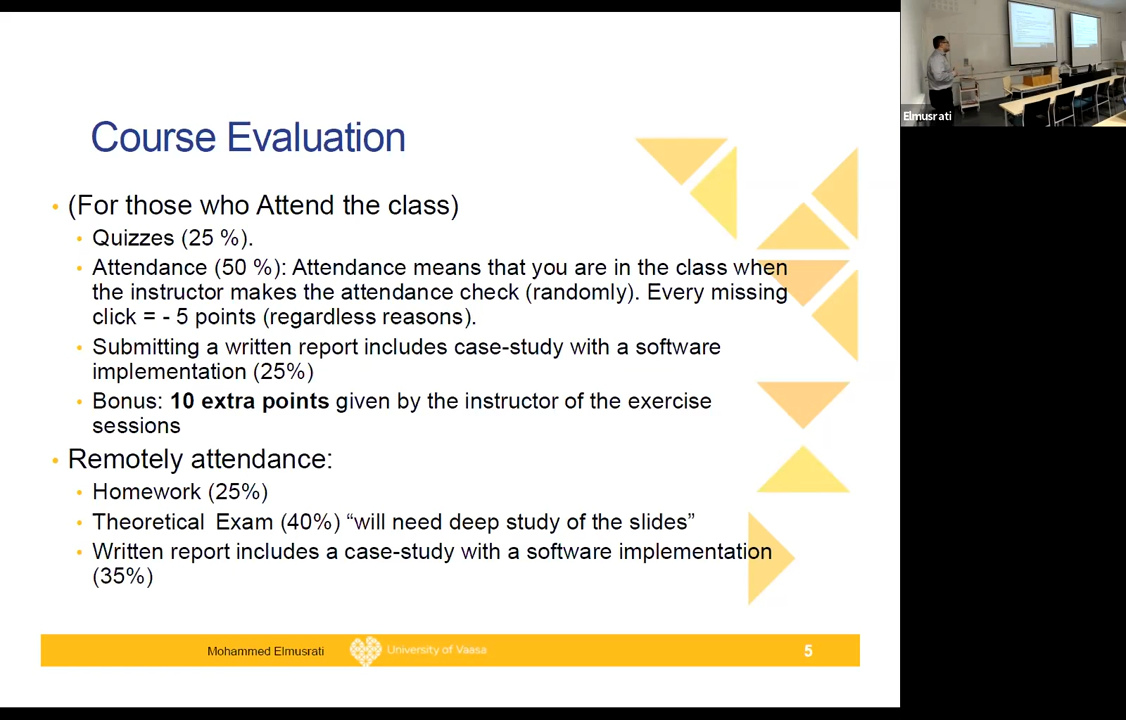 Course Evaluation
• (For those who Attend the class)
• Quizzes (25 %).
• Attendance (50 %): Attendance means that you are in the class when
the instructor makes the attendance check (randomly). Every missing
click = - 5 points (regardless reasons).
• Submitting a written report includes case-study with a software
implementation (25%)
• Bonus: 10 extra points given by the instructor of the exercise
sessions
• Remotely attendance:
• Homework (25%)
• Theoretical Exam (40%) “will need deep study of the slides”
• Written report includes a case-study with a software implementation
(35%)
Mohammed Elmusrati
University of Vaasa
5
Elmusrati